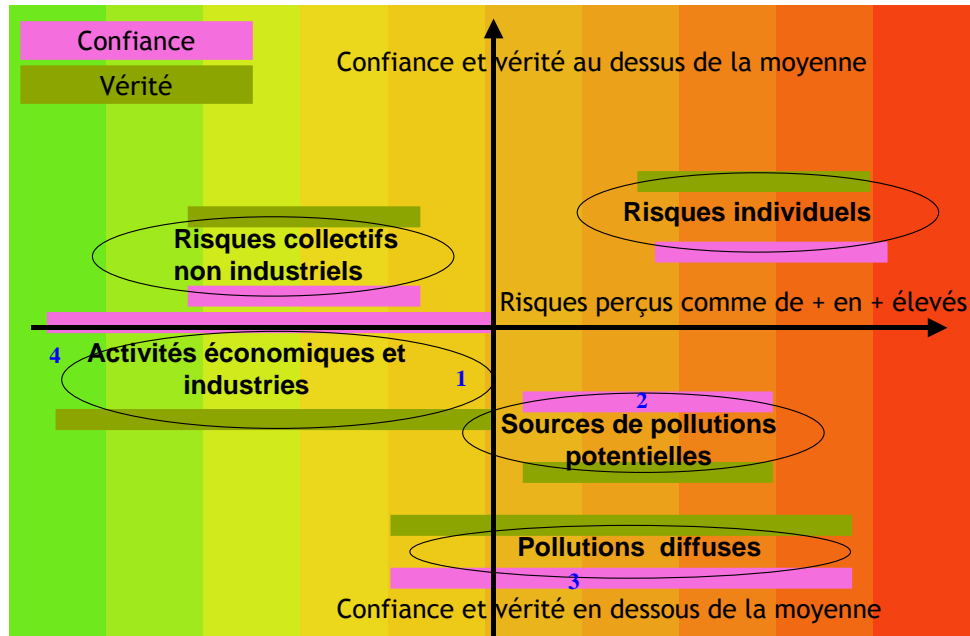 Confiance
Vérité
Confiance et vérité au dessus de la moyenne
Risques individuels
Risques collectifs
non industriels
Risques perçus comme de + en + élevés
4
Activités économiques et
industries
1
2
Sources de pollutions
potentielles
Pollutions diffuses
3
Confiance et vérité en dessous de la moyenne